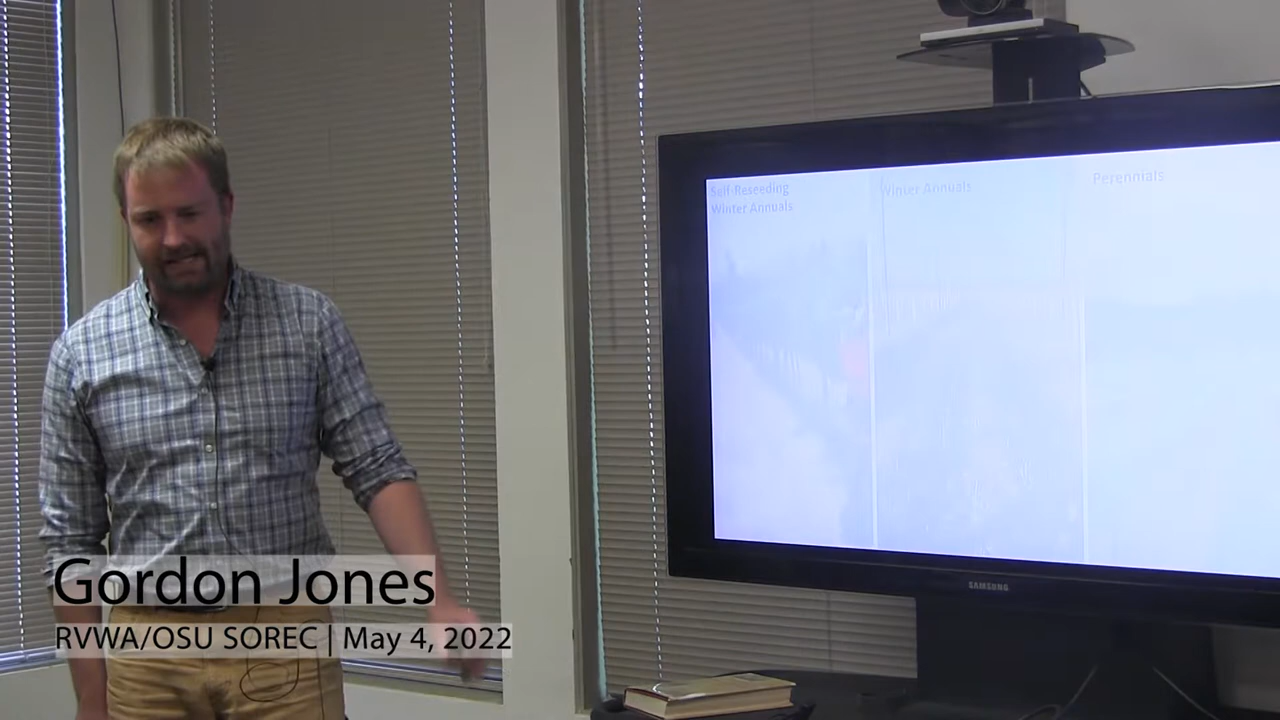 Self-Reseeding
Winter Annuals
Winter Annuals
Perennials
SAMSUNG
Gordon Jones
RVWA/OSU SOREC | May 4, 2022